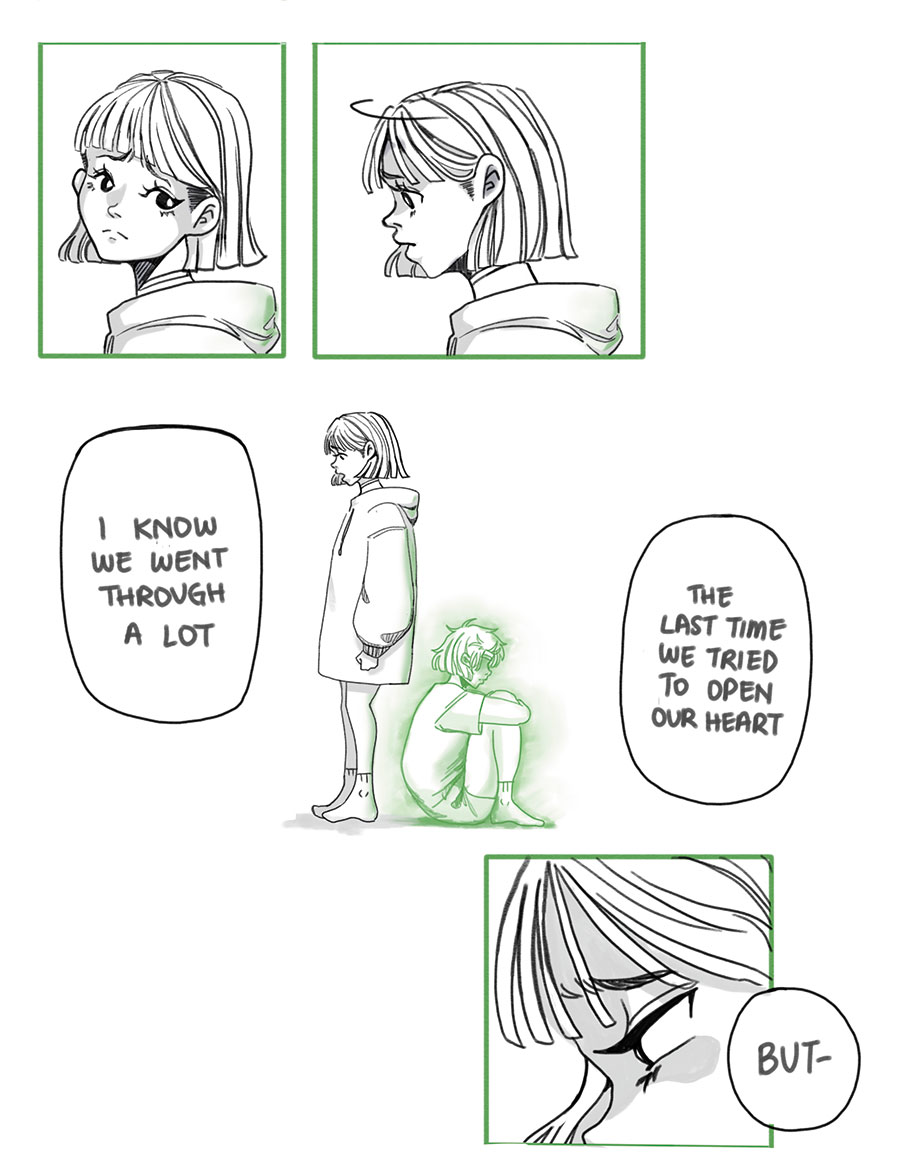 I KNOW
WE WENT
THROUGH
A LOT
THE
LAST TIME
WE TRIED
TO OPEN
OUR HEART
BUT-